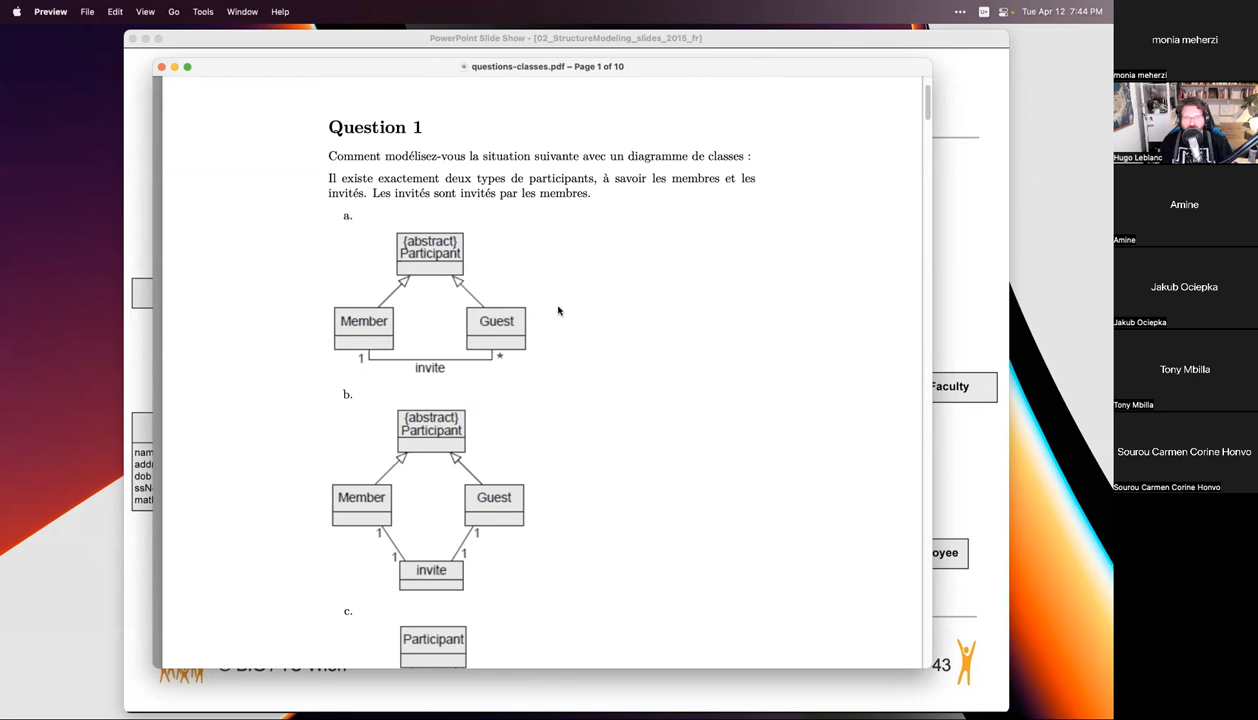 Preview File Edit View Go Tools Window Help
Tue Apr 12 7:44 PM
PowerPoint Slide Show - [02_StructureModeling_slides_2015_fr]
questions-classes.pdf – Page 1 of 10
Question 1
Comment modélisez-vous la situation suivante avec un diagramme de classes :
Il existe exactement deux types de participants, à savoir les membres et les
invités. Les invités sont invités par les membres.
a.
{abstract}
Participant
Member
Guest
1
*
invite
b.
{abstract}
Participant
Member
Guest
1
1
1
1
invite
c.
Participant
Faculty
43
monia meherzi
monia meherzi
Hugo Leblanc
Amine
Amine
Jakub Ociepka
Jakub Ociepka
Tony Mbilla
Tony Mbilla
Sourou Carmen Corine Honvo
Sourou Carmen Corine Honvo